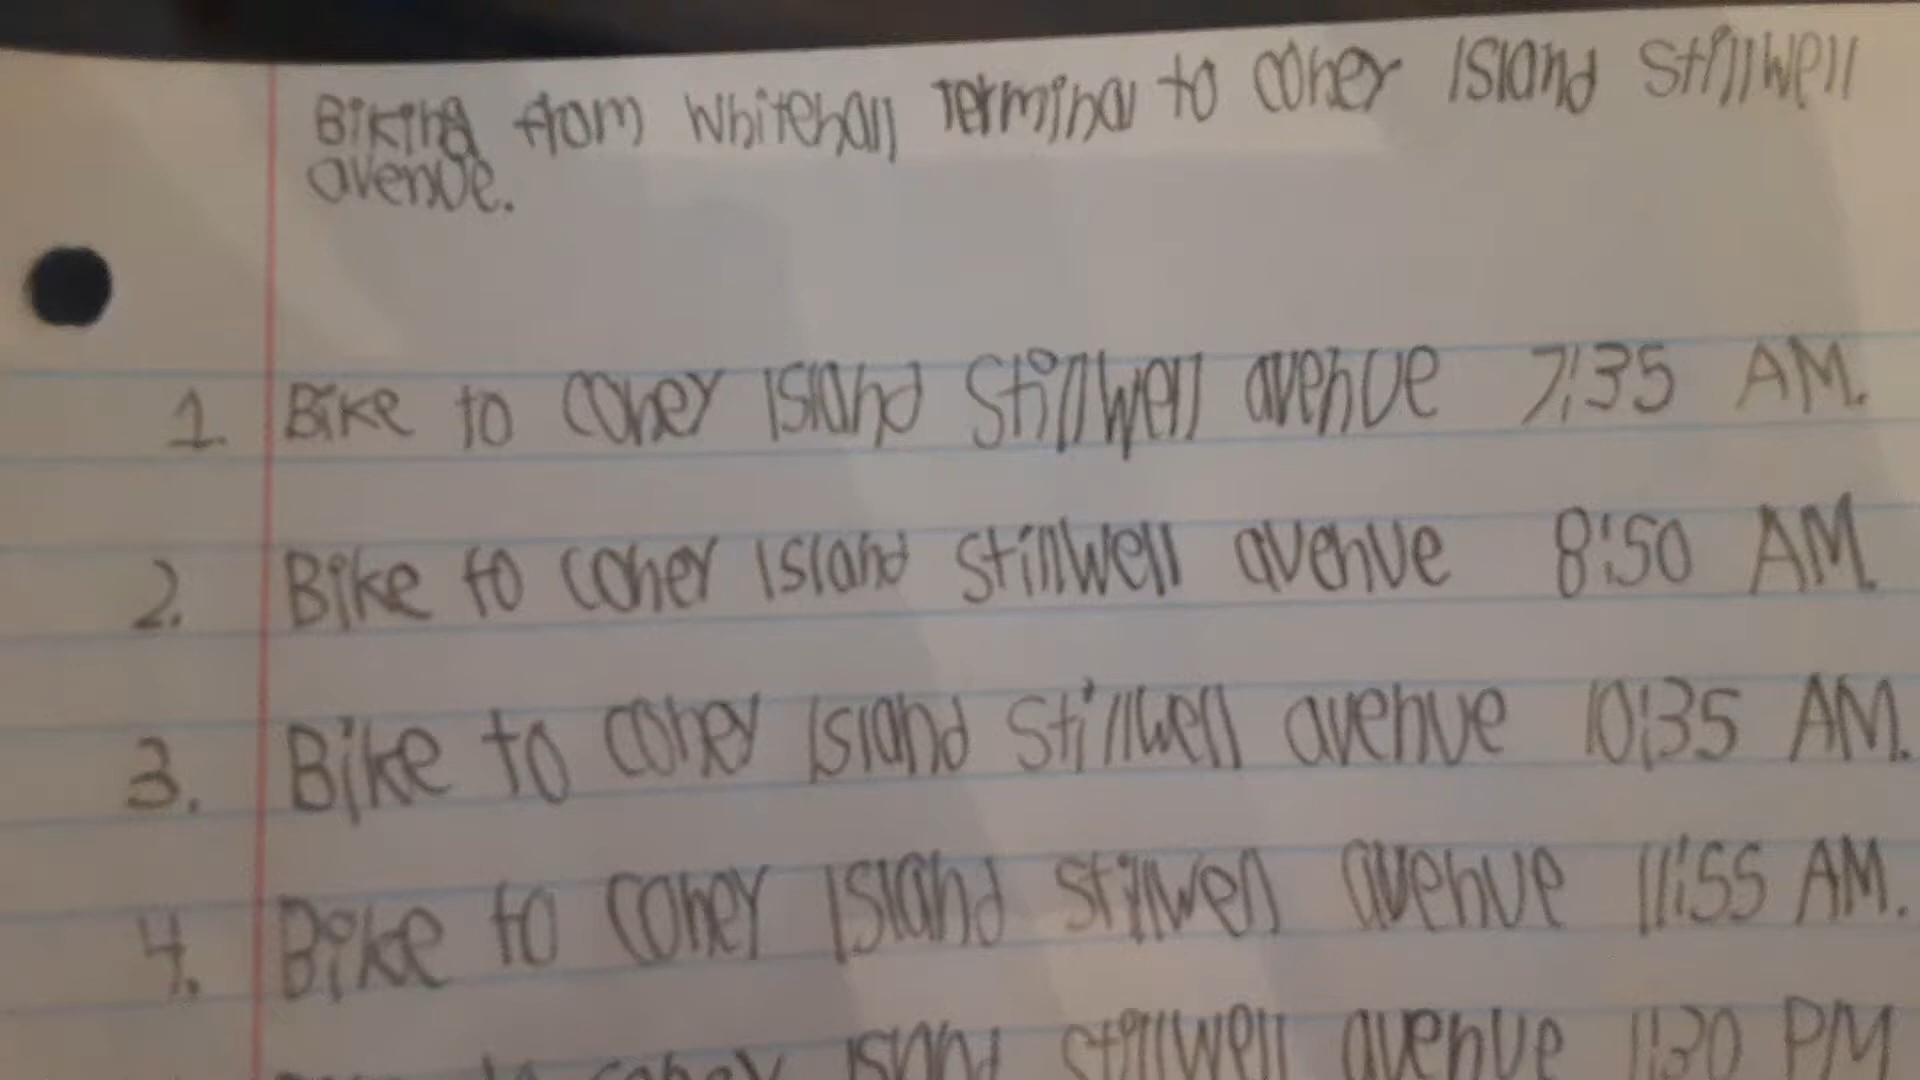 Biking from Whitehall Terminal to Coney Island Stillwell
avenue.
1. Bike to Coney Island Stillwell avenue 7:35 AM.
2. Bike to Coney Island Stillwell avenue 8:50 AM.
3. Bike to Coney Island Stillwell avenue 10:35 AM.
4. Bike to Coney Island Stillwell avenue 11:55 AM.
to Coney Island Stillwell avenue 1:30 PM